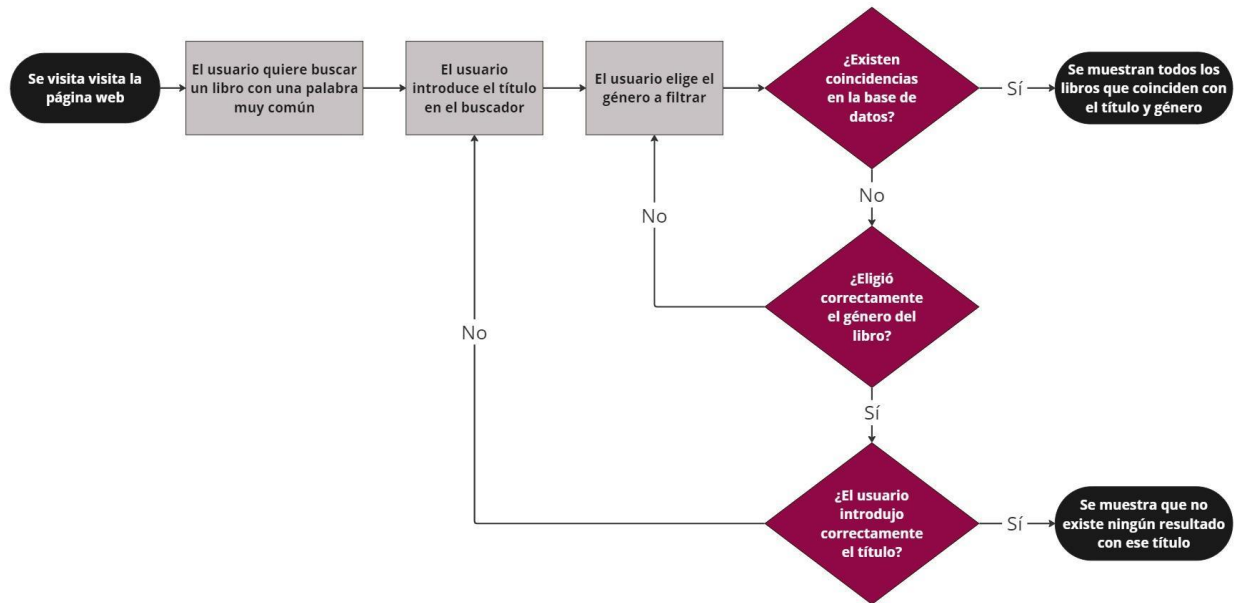 Se visita visita la
página web
El usuario quiere buscar
un libro con una palabra
muy común
El usuario
introduce el título
en el buscador
El usuario elige el
género a filtrar
¿Existen
coincidencias
en la base de
datos?
Sí
Se muestran todos los
libros que coinciden con
el título y género
No
No
¿Eligió
correctamente
el género del
libro?
No
Sí
¿El usuario
introdujo
correctamente
el título?
Sí
Se muestra que no
existe ningún resultado
con ese título